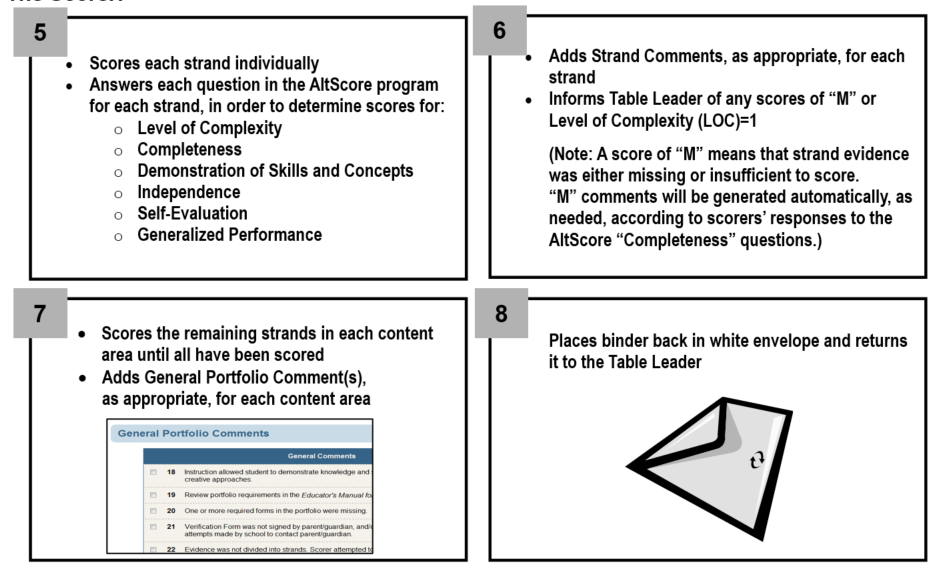 5
• Scores each strand individually
• Answers each question in the AltScore program
for each strand, in order to determine scores for:
o Level of Complexity
o Completeness
o Demonstration of Skills and Concepts
o Independence
o Self-Evaluation
o Generalized Performance
6
• Adds Strand Comments, as appropriate, for each
strand
• Informs Table Leader of any scores of “M” or
Level of Complexity (LOC)=1
(Note: A score of “M” means that strand evidence
was either missing or insufficient to score.
“M” comments will be generated automatically, as
needed, according to scorers’ responses to the
AltScore “Completeness” questions.)
7
• Scores the remaining strands in each content
area until all have been scored
• Adds General Portfolio Comment(s),
as appropriate, for each content area
General Portfolio Comments
General Comments
18 Instruction allowed student to demonstrate knowledge and
creative approaches.
19 Review portfolio requirements in the Educator's Manual fo
20 One or more required forms in the portfolio were missing.
21 Verification Form was not signed by parent/guardian, and/
attempts made by school to contact parent/guardian.
22 Evidence was not divided into strands. Scorer attempted to
8
Places binder back in white envelope and returns
it to the Table Leader